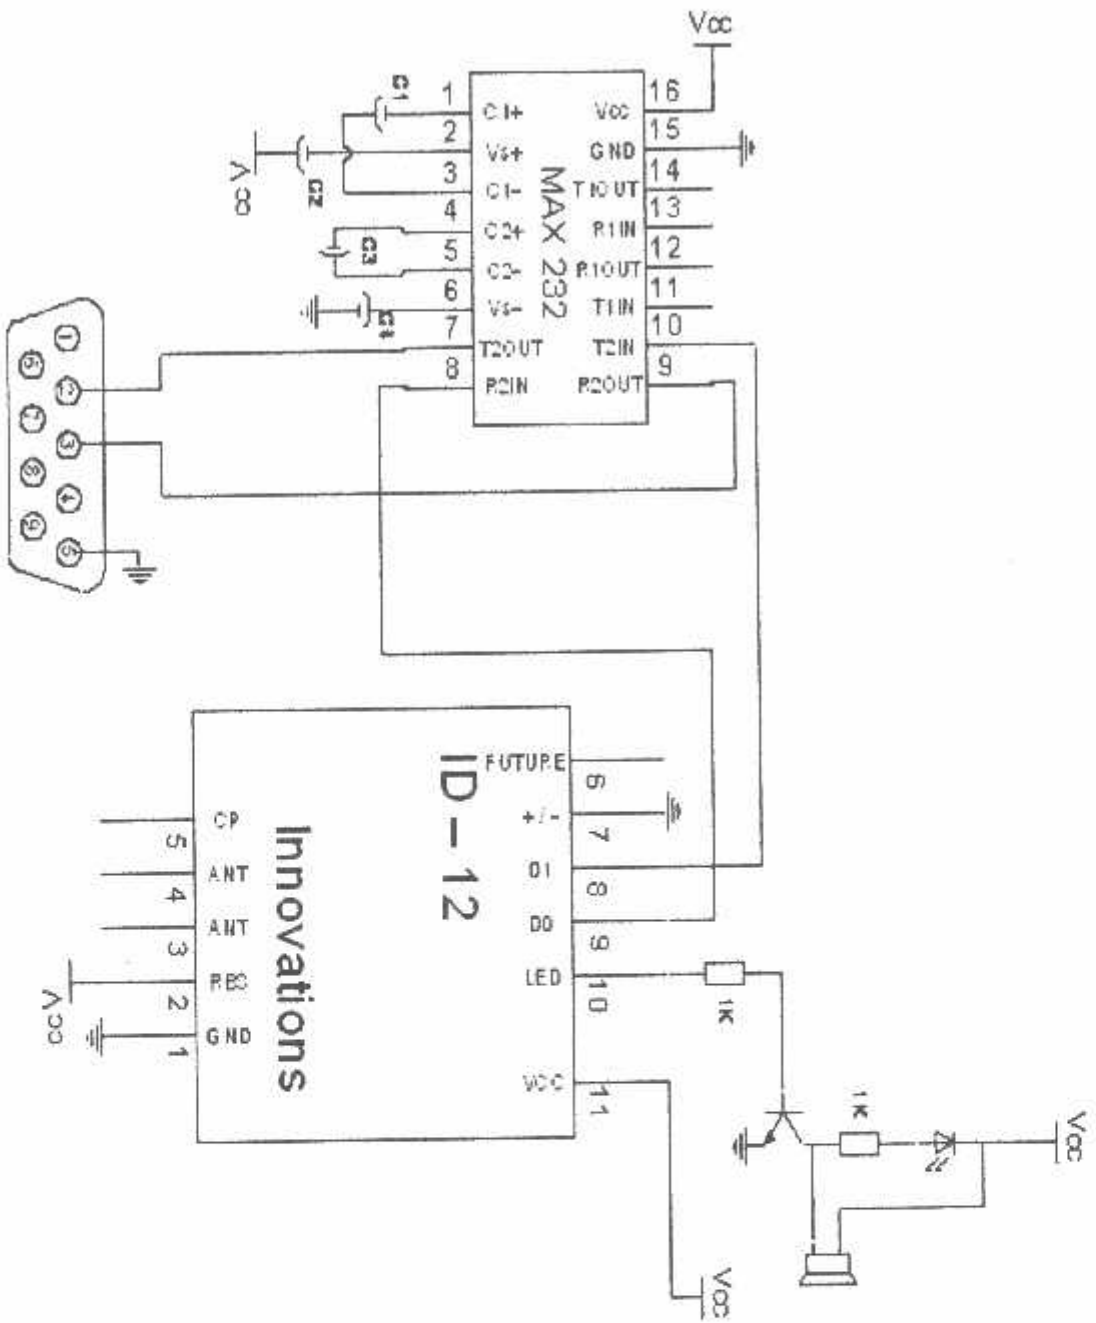 Vcc
MAX 232
1
C1+
2
Vs+
3
C1-
4
C2+
5
C2-
6
Vs-
7
T2OUT
8
R2IN
16
Vcc
15
GND
14
T1OUT
13
R1IN
12
R1OUT
11
T1IN
10
T2IN
9
R2OUT
C1
C2
Vcc
C3
C4
1
2
3
4
5
6
7
8
9
ID-12
Innovations
FUTURE
6
+/-
7
D1
8
D0
9
LED
10
VCC
11
CP
5
ANT
4
ANT
3
RES
2
GND
1
Vcc
1K
1K
Vcc
Vcc